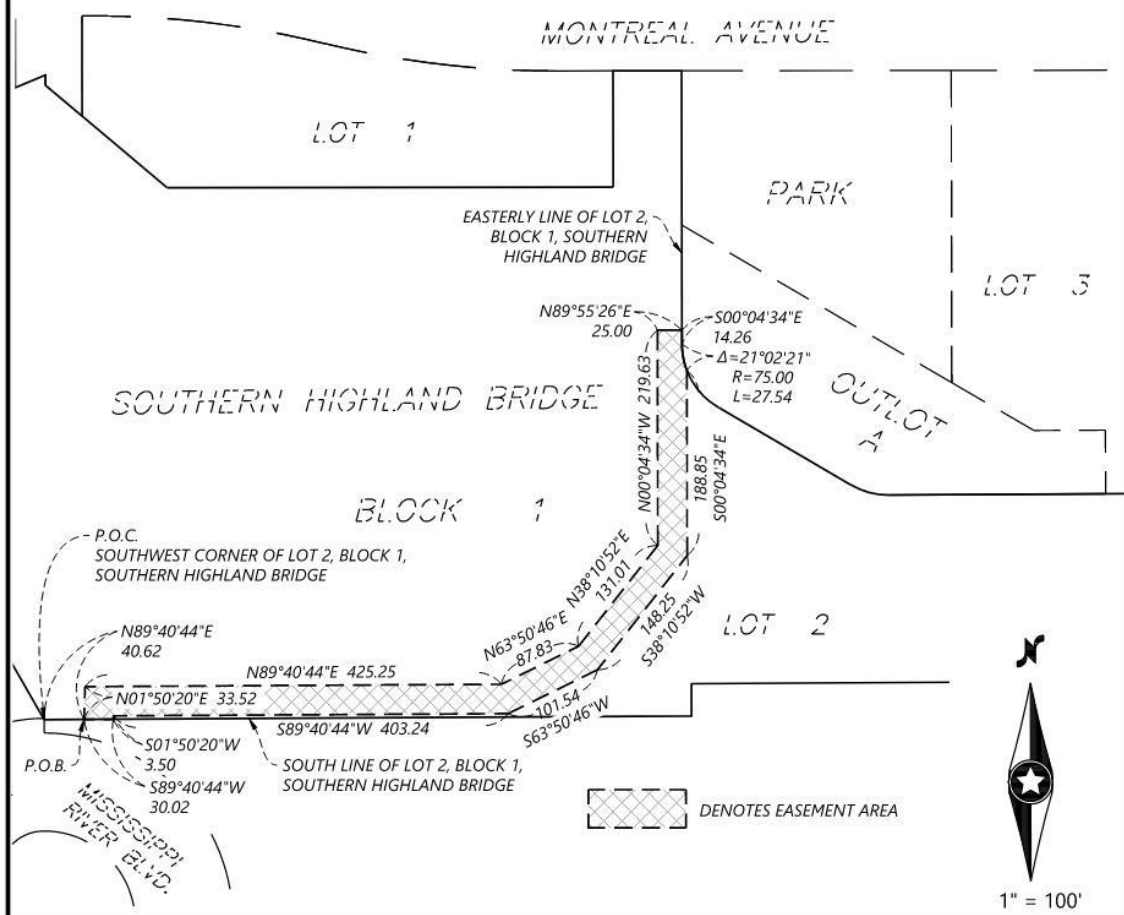 MONTREAL AVENUE
LOT 1
PARK
EASTERLY LINE OF LOT 2,
BLOCK 1, SOUTHERN
HIGHLAND BRIDGE
LOT 3
N89°55'26"E
25.00
S00°04'34"E
14.26
Δ=21°02'21"
R=75.00
L=27.54
OUTLOT
A
SOUTHERN HIGHLAND BRIDGE
N00°04'34"W 219.63
188.85
S00°04'34"E
BLOCK 1
P.O.C.
SOUTHWEST CORNER OF LOT 2, BLOCK 1,
SOUTHERN HIGHLAND BRIDGE
N38°10'52"E
131.01
148.25
S38°10'52"W
LOT 2
N89°40'44"E
40.62
N63°50'46"E
87.83
N89°40'44"E 425.25
N01°50'20"E 33.52
101.54
S63°50'46"W
S89°40'44"W 403.24
S01°50'20"W
3.50
P.O.B.
SOUTH LINE OF LOT 2, BLOCK 1,
SOUTHERN HIGHLAND BRIDGE
S89°40'44"W
30.02
MISSISSIPPI
RIVER BLVD.
DENOTES EASEMENT AREA
N
1" = 100'